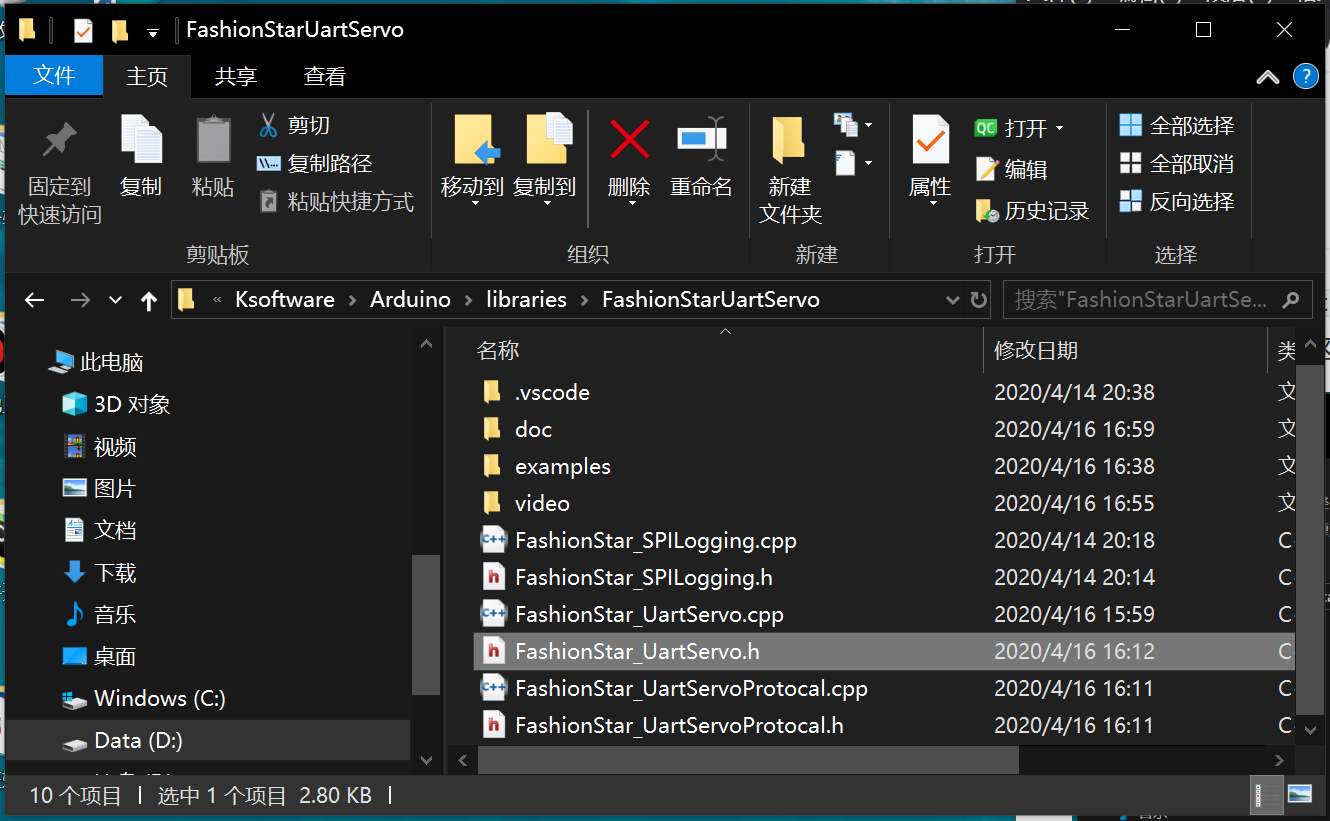 FashionStarUartServo
文件 主页 共享 查看
固定到快速访问
复制
粘贴
剪切
复制路径
粘贴快捷方式
移动到
复制到
删除
重命名
新建文件夹
属性
QC 打开
编辑
历史记录
全部选择
全部取消
反向选择
剪贴板 组织 新建 打开 选择
« Ksoftware › Arduino › libraries › FashionStarUartServo
搜索"FashionStarUartSe...
此电脑
3D 对象
视频
图片
文档
下载
音乐
桌面
Windows (C:)
Data (D:)
名称 修改日期 类
.vscode 2020/4/14 20:38 文
doc 2020/4/16 16:59 文
examples 2020/4/16 16:38 文
video 2020/4/16 16:55 文
C++ FashionStar_SPILogging.cpp 2020/4/14 20:18 C
h FashionStar_SPILogging.h 2020/4/14 20:14 C
C++ FashionStar_UartServo.cpp 2020/4/16 15:59 C
h FashionStar_UartServo.h 2020/4/16 16:12 C
C++ FashionStar_UartServoProtocal.cpp 2020/4/16 16:11 C
h FashionStar_UartServoProtocal.h 2020/4/16 16:11 C
10 个项目 选中 1 个项目 2.80 KB